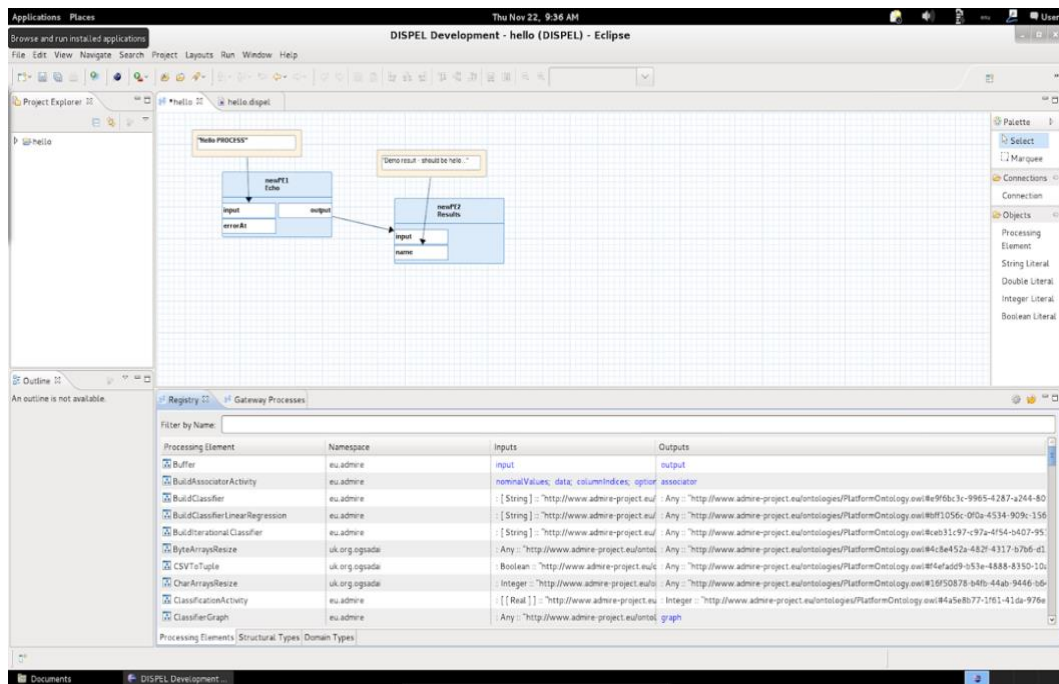 Applications Places
Thu Nov 22, 9:36 AM
User
Browse and run installed applications
DISPEL Development - hello (DISPEL) - Eclipse
File Edit View Navigate Search Project Layouts Run Window Help
Project Explorer
*hello
hello.dispel
hello
"Hello PROCESS"
"Demo result - should be helo..."
newPE1
Echo
input
output
errorAt
newPE2
Results
input
name
Palette
Select
Marquee
Connections
Connection
Objects
Processing
Element
String Literal
Double Literal
Integer Literal
Boolean Literal
Outline
An outline is not available.
Registry
Gateway Processes
Filter by Name:
Processing Element Namespace Inputs Outputs
Buffer eu.admire input output
BuildAssociatorActivity eu.admire nominalValues; data; columnIndices; option associator
BuildClassifier eu.admire : [ String ] :: "http://www.admire-project.eu/ : Any :: "http://www.admire-project.eu/ontologies/PlatformOntology.owl#e9f6bc3c-9965-4287-a244-80
BuildClassifierLinearRegression eu.admire : [ String ] :: "http://www.admire-project.eu/ : Any :: "http://www.admire-project.eu/ontologies/PlatformOntology.owl#bff1056c-0f0a-4534-909c-156
BuildIterationalClassifier eu.admire : [ String ] :: "http://www.admire-project.eu/ : Any :: "http://www.admire-project.eu/ontologies/PlatformOntology.owl#ceb31c97-c97a-4f54-b407-95
ByteArraysResize uk.org.ogsadai : Any :: "http://www.admire-project.eu/ontol : Any :: "http://www.admire-project.eu/ontologies/PlatformOntology.owl#4c8e452a-482f-4317-b7b6-d1
CSVToTuple uk.org.ogsadai : Boolean :: "http://www.admire-project.eu/c : Any :: "http://www.admire-project.eu/ontologies/PlatformOntology.owl#f4efadd9-b53e-4888-8350-10
CharArraysResize uk.org.ogsadai : Integer :: "http://www.admire-project.eu/o : Any :: "http://www.admire-project.eu/ontologies/PlatformOntology.owl#16f50878-b4fb-44ab-9446-b6
ClassificationActivity eu.admire : [ [ Real ] ] :: "http://www.admire-project.eu : Integer :: "http://www.admire-project.eu/ontologies/PlatformOntology.owl#4a5e8b77-1f61-41da-976e
ClassifierGraph eu.admire : Any :: "http://www.admire-project.eu/ontol graph
Processing Elements Structural Types Domain Types
Documents
DISPEL Development ...